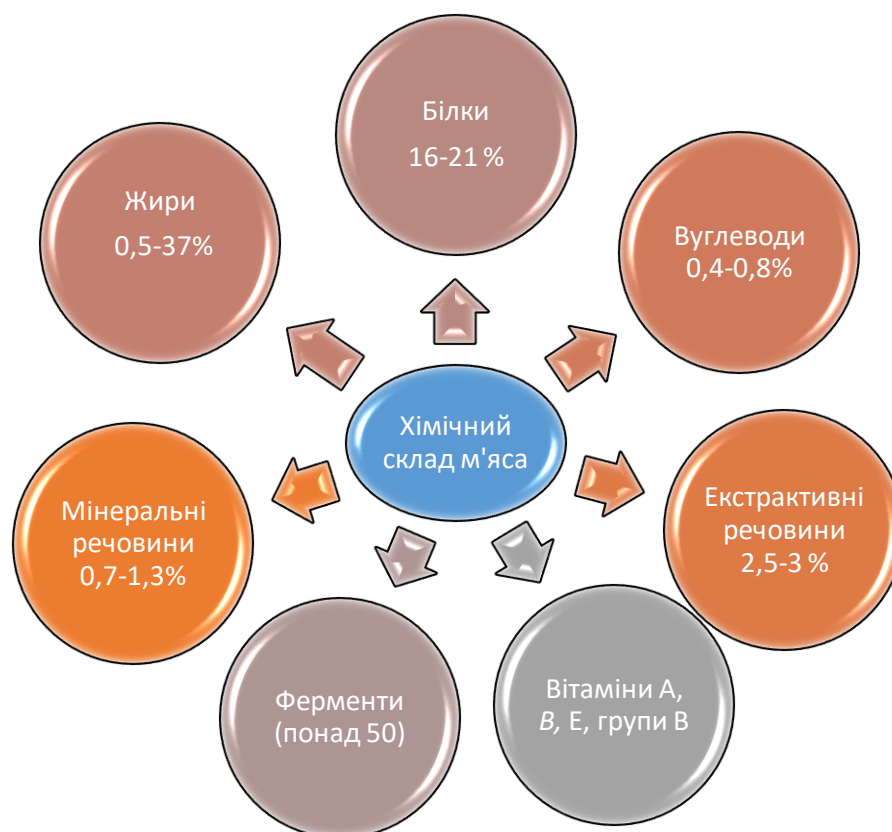 Білки
16-21 %
Вуглеводи
0,4-0,8%
Екстрактивні
речовини
2,5-3 %
Вітаміни А,
В, Е, групи В
Ферменти
(понад 50)
Мінеральні
речовини
0,7-1,3%
Жири
0,5-37%
Хімічний
склад м'яса